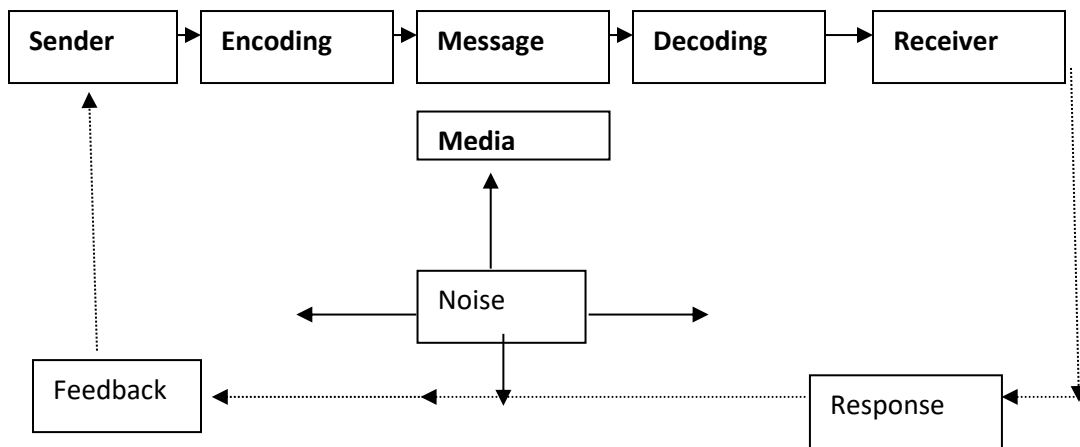 Sender
Encoding
Message
Decoding
Receiver
Media
Noise
Feedback
Response